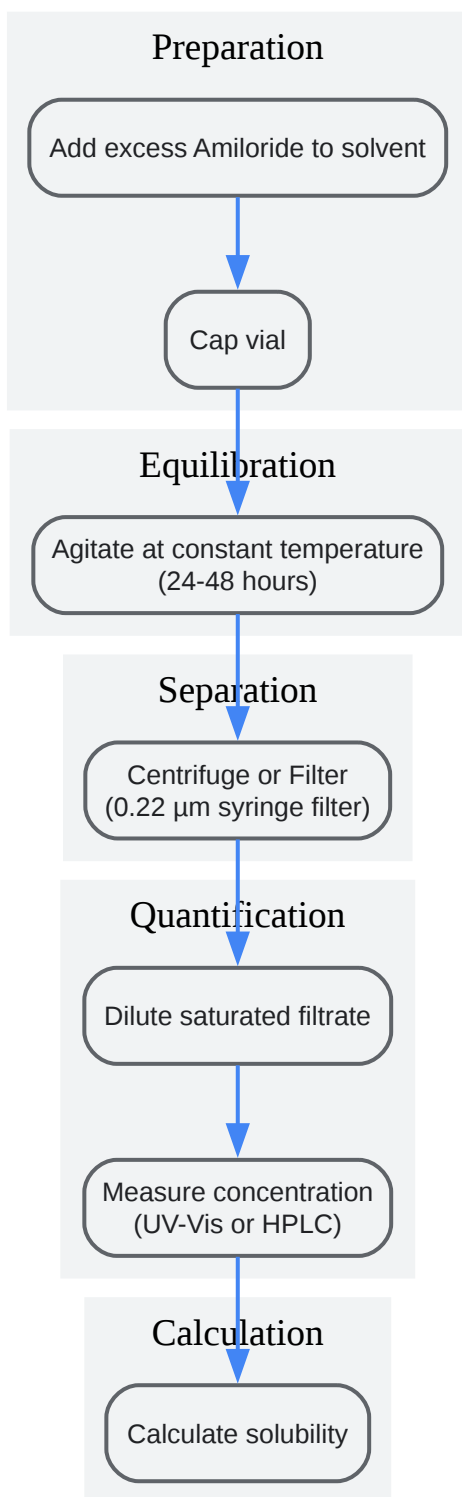 Preparation
Add excess Amiloride to solvent
Cap vial
Equilibration
Agitate at constant temperature
(24-48 hours)
Separation
Centrifuge or Filter
(0.22 µm syringe filter)
Quantification
Dilute saturated filtrate
Measure concentration
(UV-Vis or HPLC)
Calculation
Calculate solubility